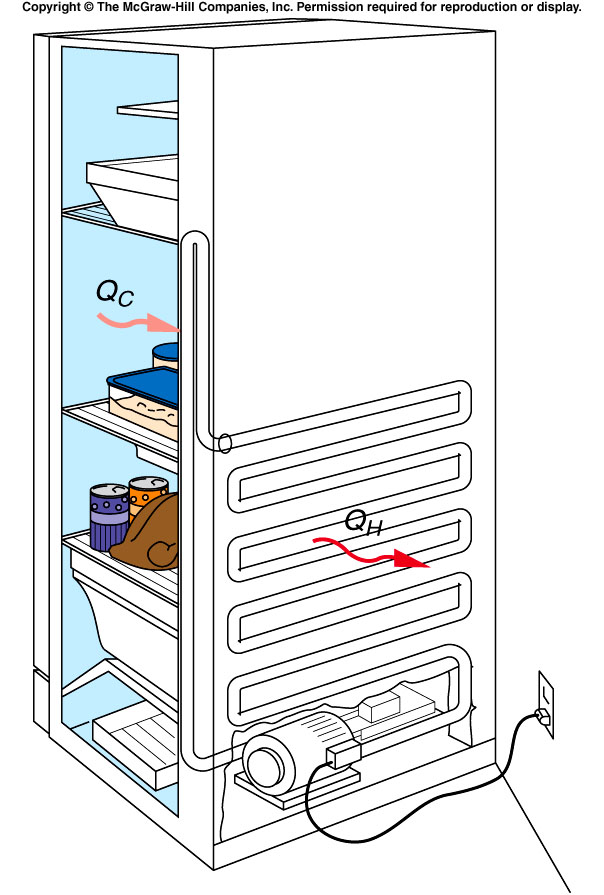 Copyright © The McGraw-Hill Companies, Inc. Permission required for reproduction or display.
QC
QH